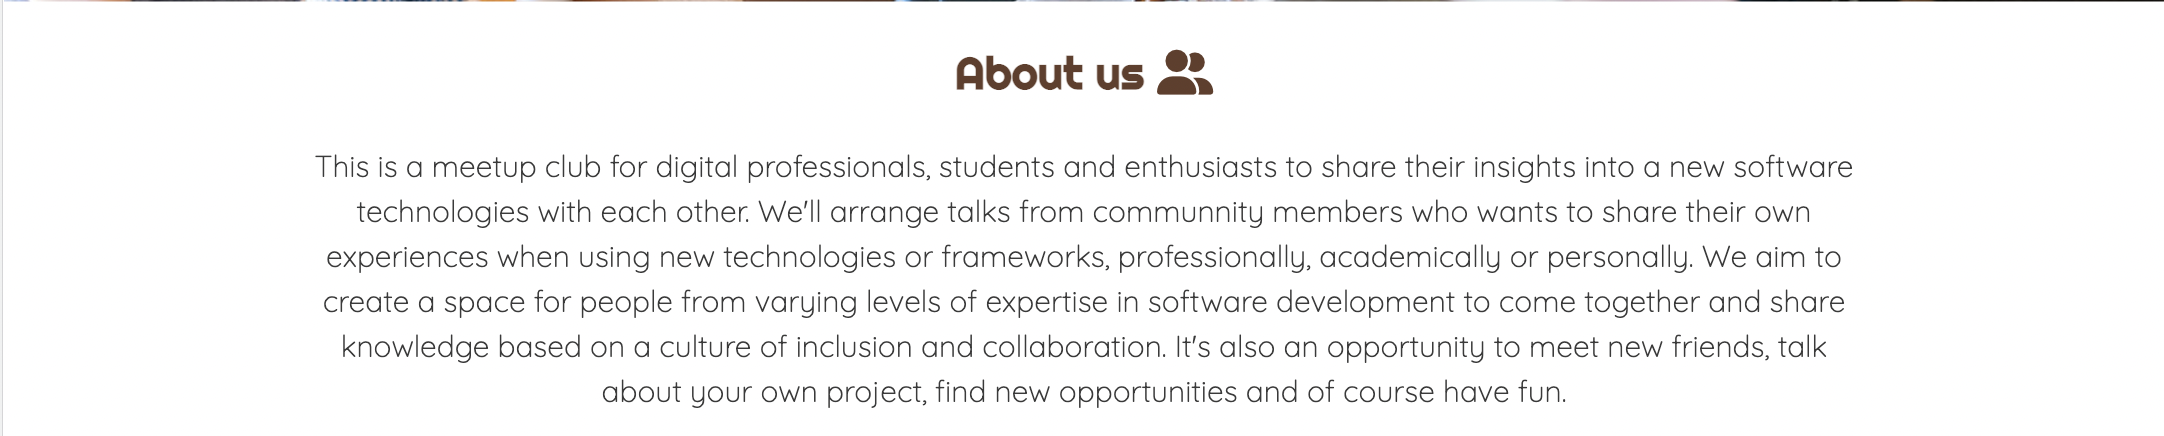 About us
This is a meetup club for digital professionals, students and enthusiasts to share their insights into a new software
technologies with each other. We'll arrange talks from communnity members who wants to share their own
experiences when using new technologies or frameworks, professionally, academically or personally. We aim to
create a space for people from varying levels of expertise in software development to come together and share
knowledge based on a culture of inclusion and collaboration. It's also an opportunity to meet new friends, talk
about your own project, find new opportunities and of course have fun.